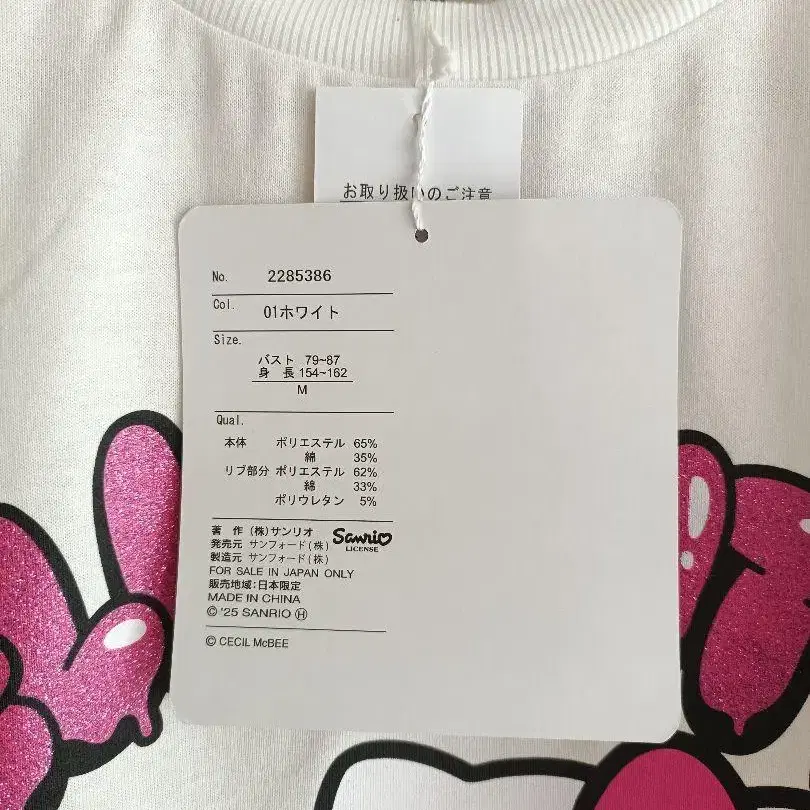 お取り扱いのご注意
No. 2285386
Col. 01ホワイト
Size.
バスト 79~87
身 長 154~162
M
Qual.
本体 ポリエステル 65%
綿 35%
リブ部分 ポリエステル 62%
綿 33%
ポリウレタン 5%
著 作 (株)サンリオ
発売元 サンフォード(株)
製造元 サンフォード(株)
Sanrio
LICENSE
FOR SALE IN JAPAN ONLY
販売地域:日本限定
MADE IN CHINA
© '25 SANRIO Ⓗ
© CECIL McBEE